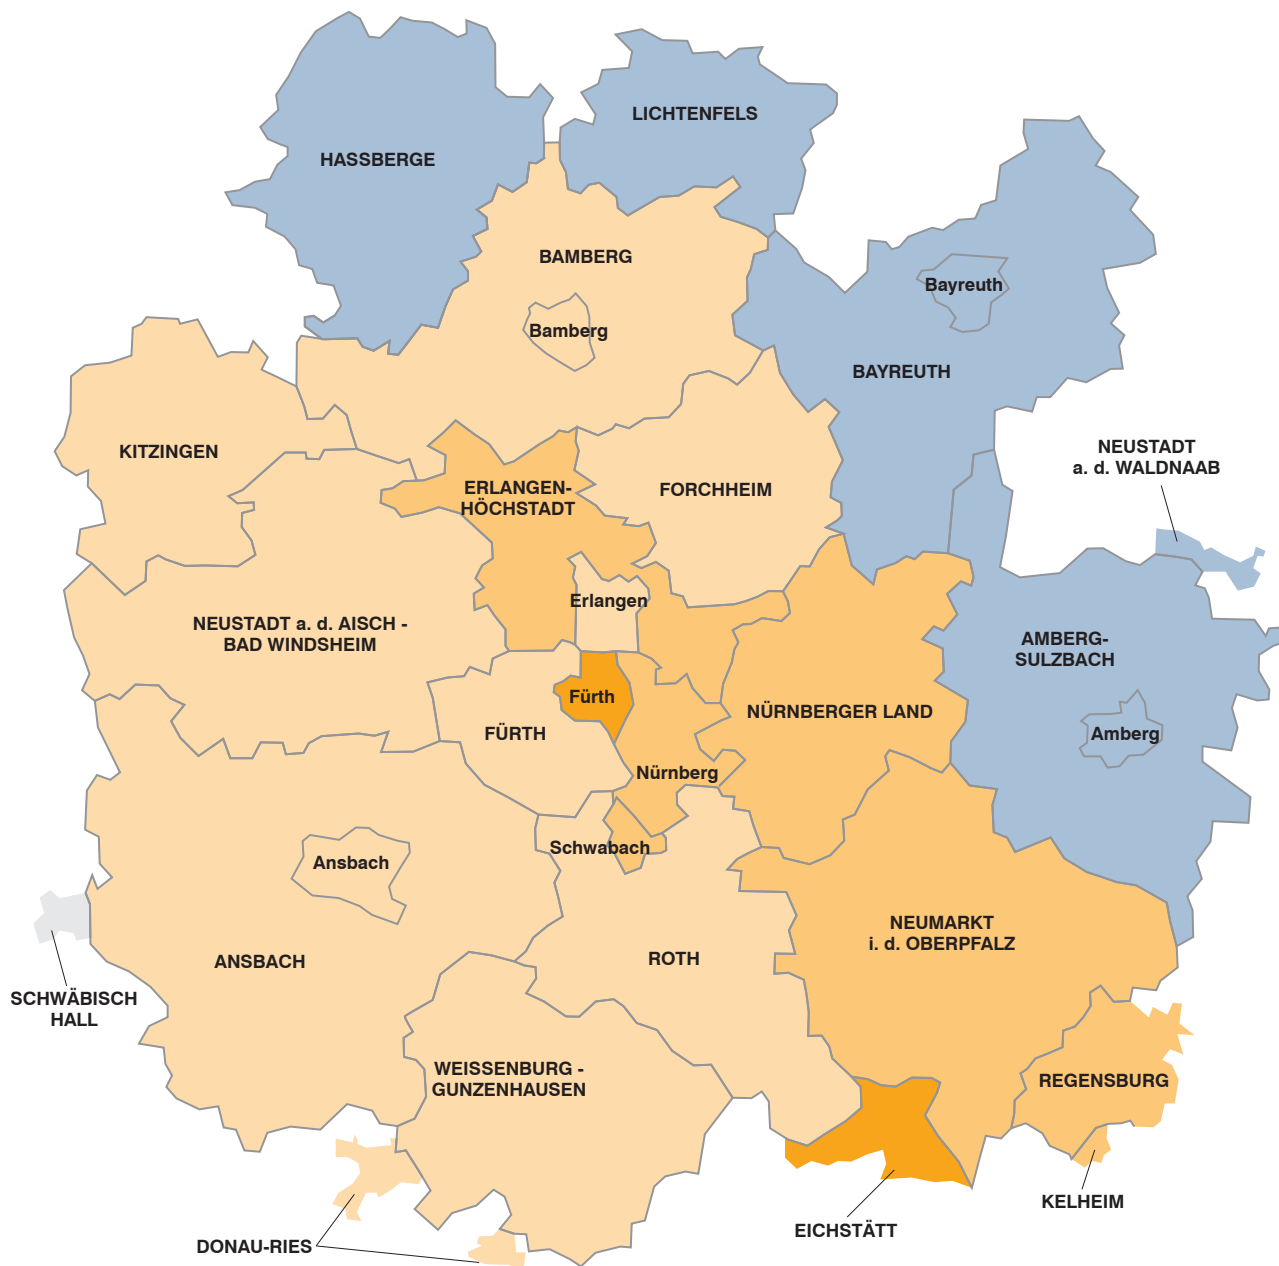 LICHTENFELS
HASSBERGE
BAMBERG
Bayreuth
Bamberg
BAYREUTH
KITZINGEN
NEUSTADT
a. d. WALDNAAB
ERLANGEN-
HÖCHSTADT
FORCHHEIM
Erlangen
NEUSTADT a. d. AISCH -
BAD WINDSHEIM
AMBERG-
SULZBACH
Fürth
NÜRNBERGER LAND
FÜRTH
Amberg
Nürnberg
Schwabach
Ansbach
NEUMARKT
i. d. OBERPFALZ
ANSBACH
ROTH
SCHWÄBISCH
HALL
WEISSENBURG -
GUNZENHAUSEN
REGENSBURG
KELHEIM
EICHSTÄTT
DONAU-RIES